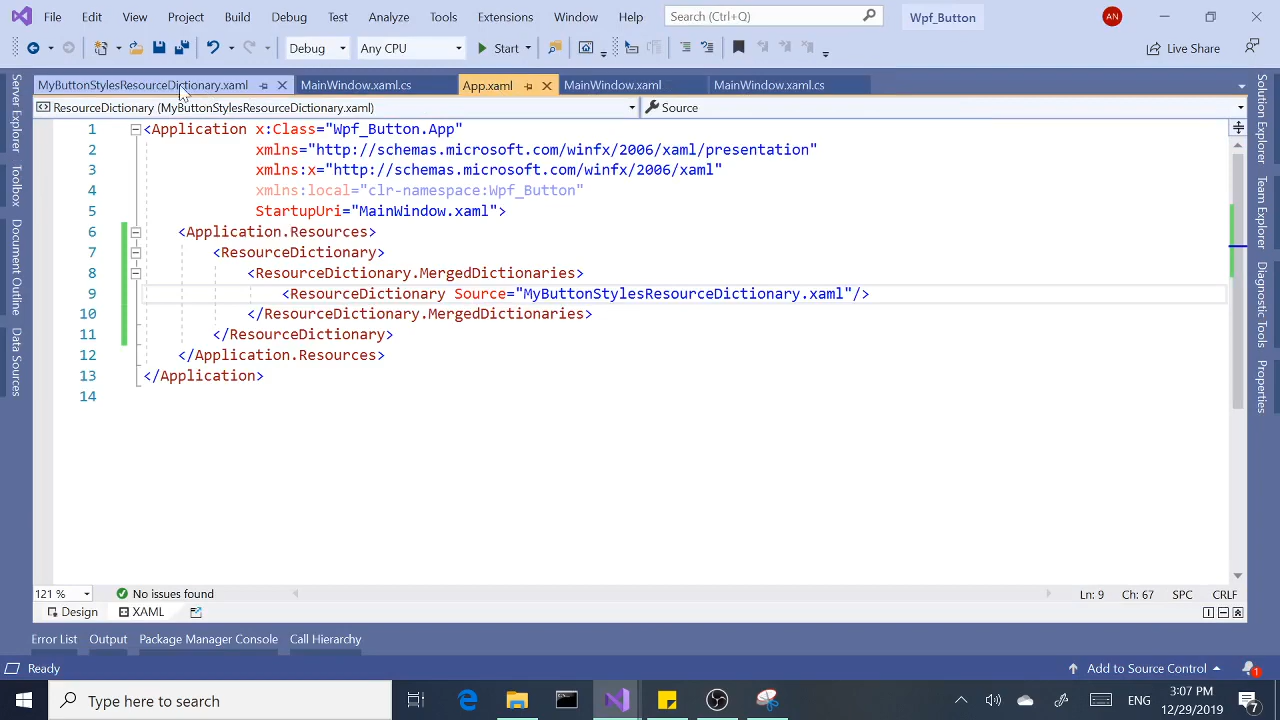 File Edit View Project Build Debug Test Analyze Tools Extensions Window Help Search (Ctrl+Q) Wpf_Button AN
Debug Any CPU Start Live Share
MyButtonStylesResourceDictionary.xaml MainWindow.xaml.cs App.xaml MainWindow.xaml MainWindow.xaml.cs
ResourceDictionary (MyButtonStylesResourceDictionary.xaml) Source
1 <Application x:Class="Wpf_Button.App"
2 xmlns="http://schemas.microsoft.com/winfx/2006/xaml/presentation"
3 xmlns:x="http://schemas.microsoft.com/winfx/2006/xaml"
4 xmlns:local="clr-namespace:Wpf_Button"
5 StartupUri="MainWindow.xaml">
6 <Application.Resources>
7 <ResourceDictionary>
8 <ResourceDictionary.MergedDictionaries>
9 <ResourceDictionary Source="MyButtonStylesResourceDictionary.xaml"/>
10 </ResourceDictionary.MergedDictionaries>
11 </ResourceDictionary>
12 </Application.Resources>
13 </Application>
14
Server Explorer
Toolbox
Document Outline
Data Sources
Solution Explorer
Team Explorer
Diagnostic Tools
Properties
121 % No issues found Ln: 9 Ch: 67 SPC CRLF
Design XAML
Error List Output Package Manager Console Call Hierarchy
Ready Add to Source Control 1
Type here to search ENG 3:07 PM
12/29/2019 7